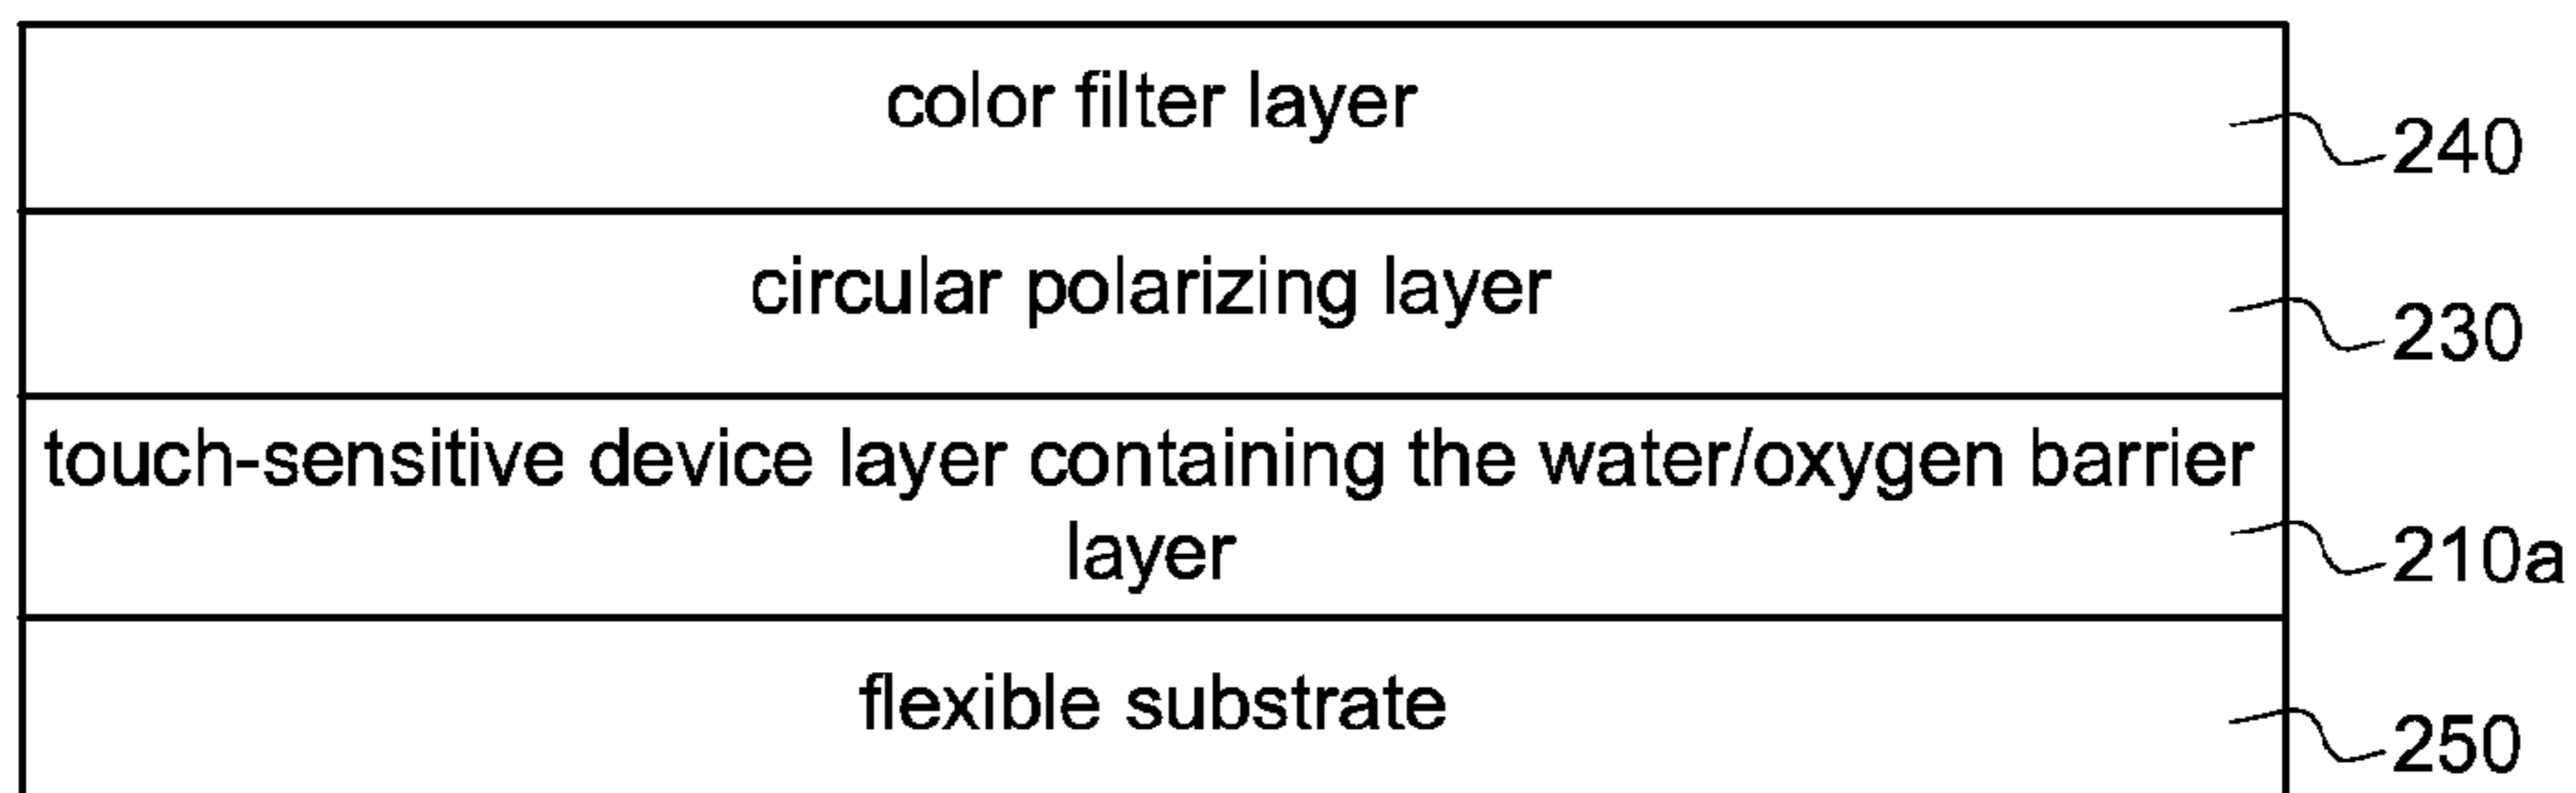 color filter layer
240
circular polarizing layer
230
touch-sensitive device layer containing the water/oxygen barrier
layer
210a
flexible substrate
250